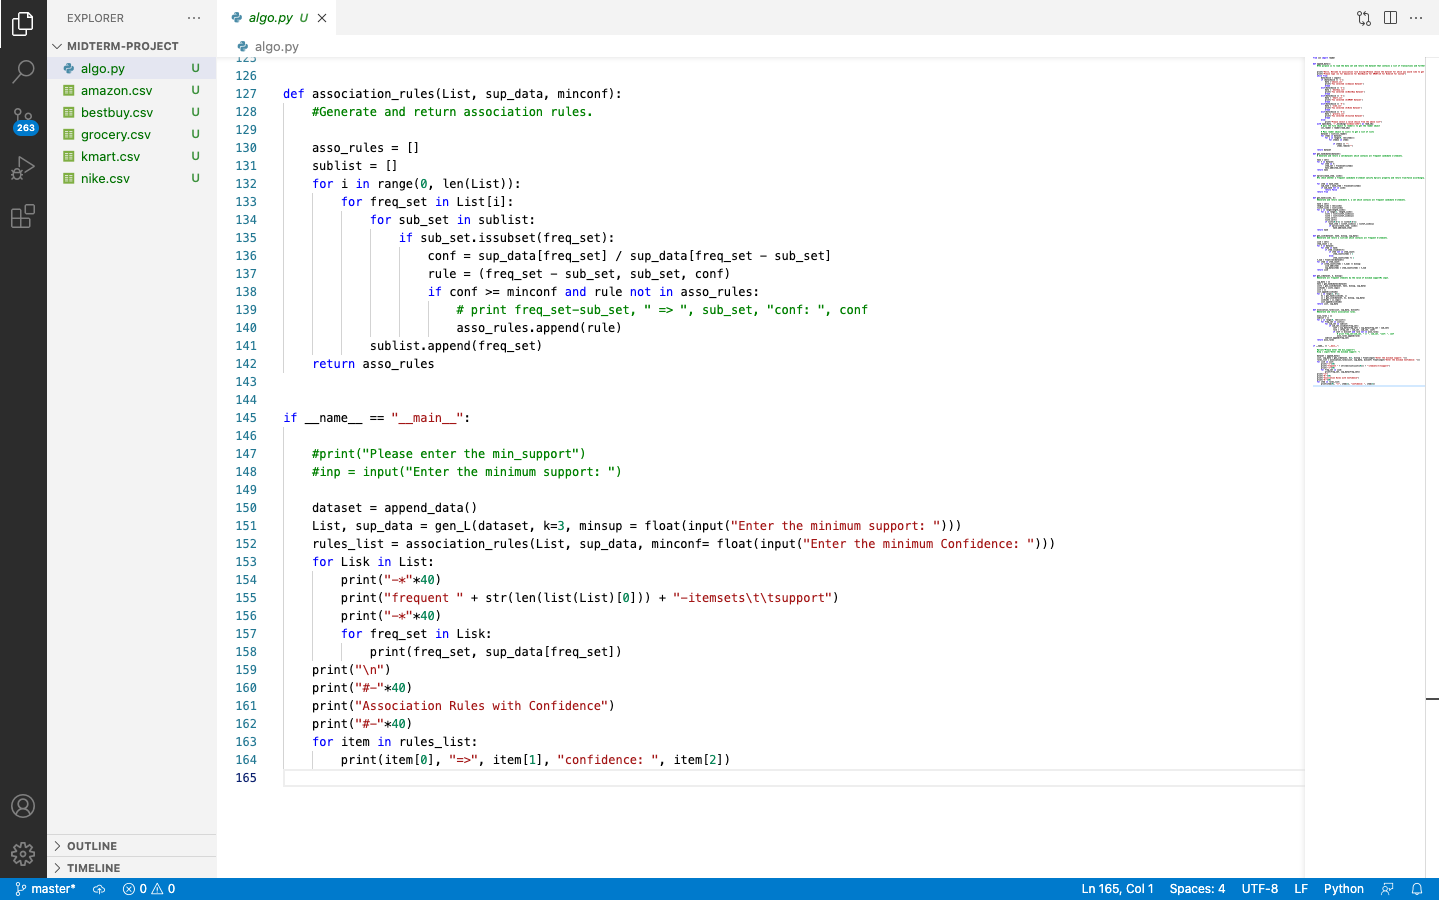 EXPLORER
MIDTERM-PROJECT
algo.py U
amazon.csv U
bestbuy.csv U
grocery.csv U
kmart.csv U
nike.csv U
263
OUTLINE
TIMELINE
algo.py U
algo.py
125
126
127 def association_rules(List, sup_data, minconf):
128     #Generate and return association rules.
129
130     asso_rules = []
131     sublist = []
132     for i in range(0, len(List)):
133         for freq_set in List[i]:
134             for sub_set in sublist:
135                 if sub_set.issubset(freq_set):
136                     conf = sup_data[freq_set] / sup_data[freq_set - sub_set]
137                     rule = (freq_set - sub_set, sub_set, conf)
138                     if conf >= minconf and rule not in asso_rules:
139                         # print freq_set-sub_set, " => ", sub_set, "conf: ", conf
140                         asso_rules.append(rule)
141             sublist.append(freq_set)
142     return asso_rules
143
144
145 if __name__ == "__main__":
146
147     #print("Please enter the min_support")
148     #inp = input("Enter the minimum support: ")
149
150     dataset = append_data()
151     List, sup_data = gen_L(dataset, k=3, minsup = float(input("Enter the minimum support: ")))
152     rules_list = association_rules(List, sup_data, minconf= float(input("Enter the minimum Confidence: ")))
153     for Lisk in List:
154         print("-*"*40)
155         print("frequent " + str(len(list(List)[0])) + "-itemsets\t\tsupport")
156         print("-*"*40)
157         for freq_set in Lisk:
158             print(freq_set, sup_data[freq_set])
159     print("\n")
160     print("#-"*40)
161     print("Association Rules with Confidence")
162     print("#-"*40)
163     for item in rules_list:
164         print(item[0], "=>", item[1], "confidence: ", item[2])
165
master* 0 0 Ln 165, Col 1 Spaces: 4 UTF-8 LF Python